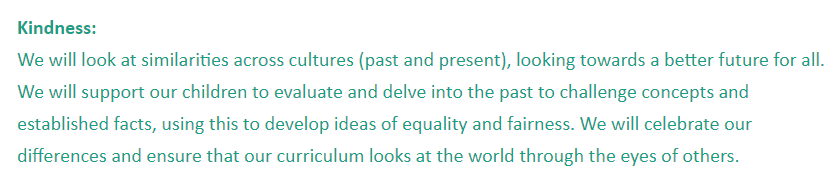 Kindness:
We will look at similarities across cultures (past and present), looking towards a better future for all.
We will support our children to evaluate and delve into the past to challenge concepts and
established facts, using this to develop ideas of equality and fairness. We will celebrate our
differences and ensure that our curriculum looks at the world through the eyes of others.